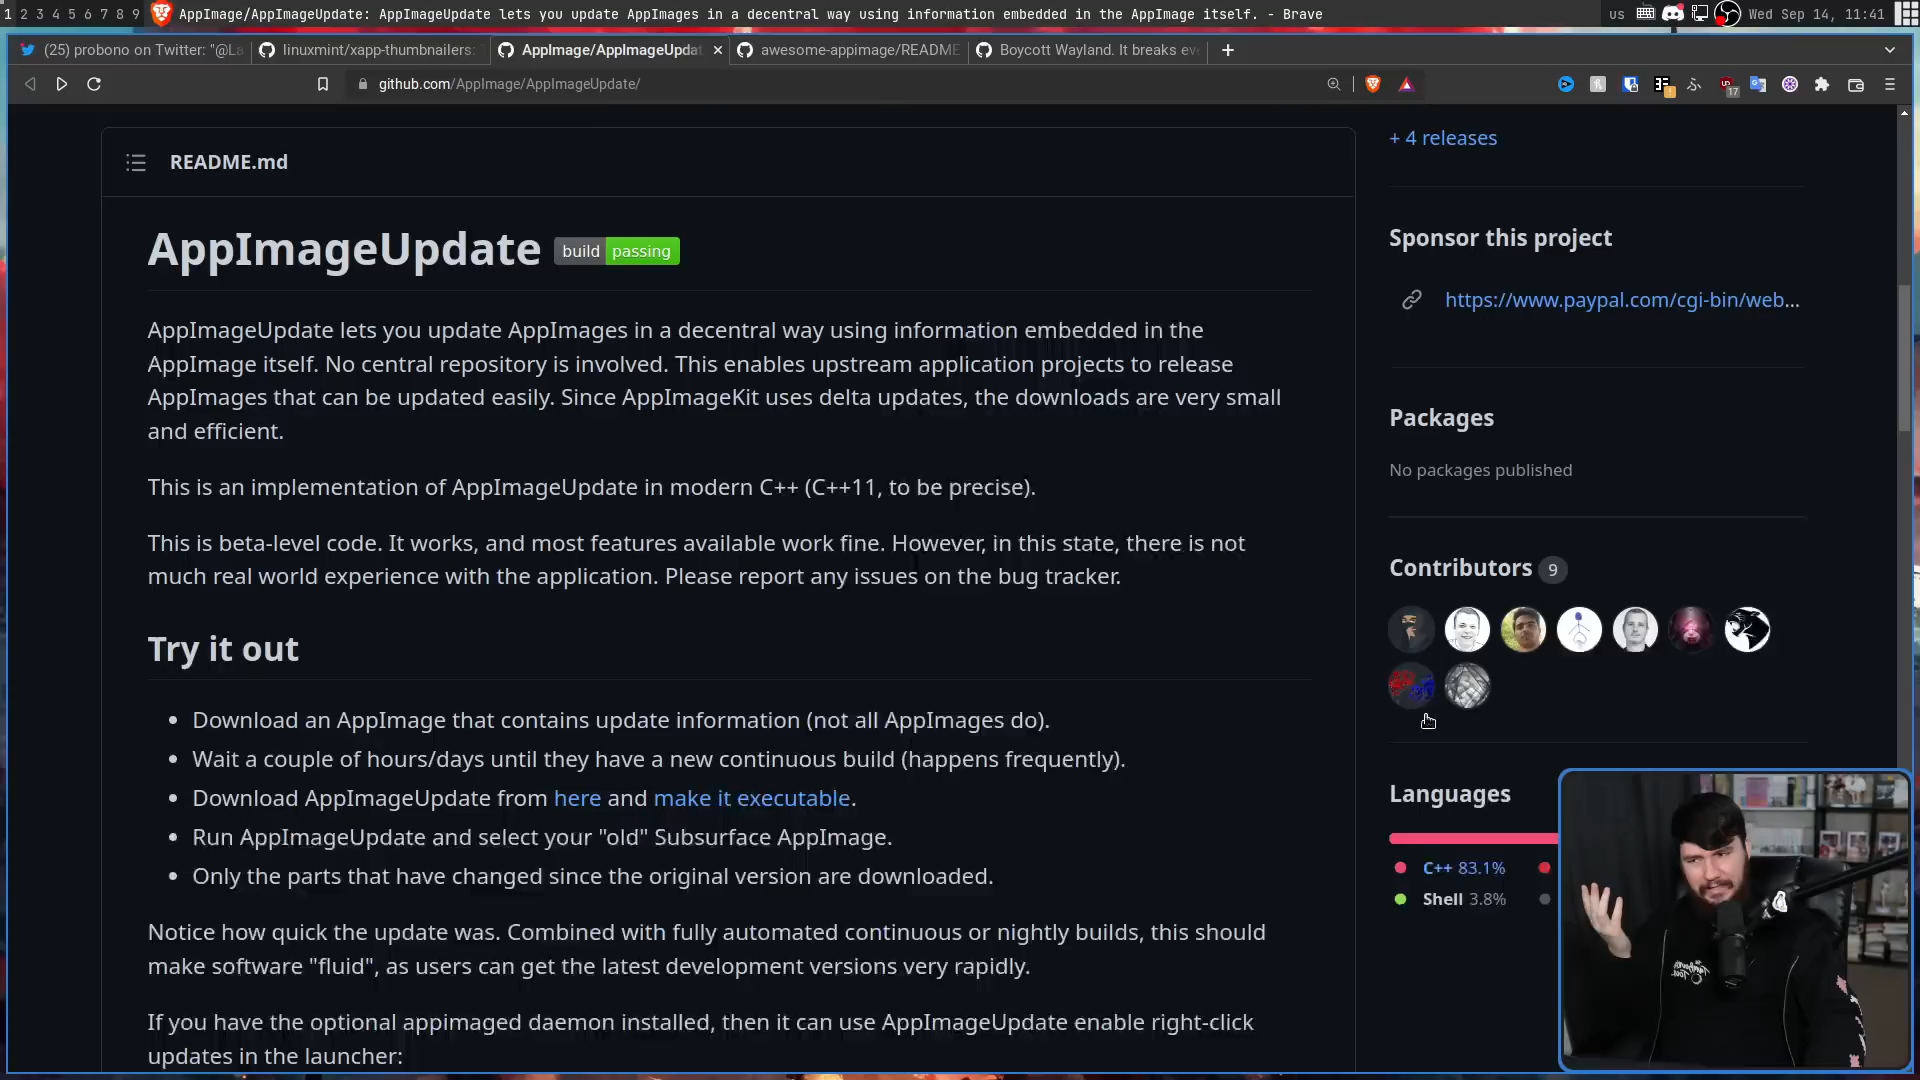 1 2 3 4 5 6 7 8 9 AppImage/AppImageUpdate: AppImageUpdate lets you update AppImages in a decentral way using information embedded in the AppImage itself. - Brave us Wed Sep 14, 11:41
(25) probono on Twitter: "@La
linuxmint/xapp-thumbnailers:
AppImage/AppImageUpdat
awesome-appimage/README
Boycott Wayland. It breaks ev
github.com/AppImage/AppImageUpdate/
17
README.md
AppImageUpdate build passing
AppImageUpdate lets you update AppImages in a decentral way using information embedded in the
AppImage itself. No central repository is involved. This enables upstream application projects to release
AppImages that can be updated easily. Since AppImageKit uses delta updates, the downloads are very small
and efficient.
This is an implementation of AppImageUpdate in modern C++ (C++11, to be precise).
This is beta-level code. It works, and most features available work fine. However, in this state, there is not
much real world experience with the application. Please report any issues on the bug tracker.
Try it out
Download an AppImage that contains update information (not all AppImages do).
Wait a couple of hours/days until they have a new continuous build (happens frequently).
Download AppImageUpdate from here and make it executable.
Run AppImageUpdate and select your "old" Subsurface AppImage.
Only the parts that have changed since the original version are downloaded.
Notice how quick the update was. Combined with fully automated continuous or nightly builds, this should
make software "fluid", as users can get the latest development versions very rapidly.
If you have the optional appimaged daemon installed, then it can use AppImageUpdate enable right-click
updates in the launcher:
+ 4 releases
Sponsor this project
https://www.paypal.com/cgi-bin/web...
Packages
No packages published
Contributors 9
Languages
C++ 83.1%
Shell 3.8%